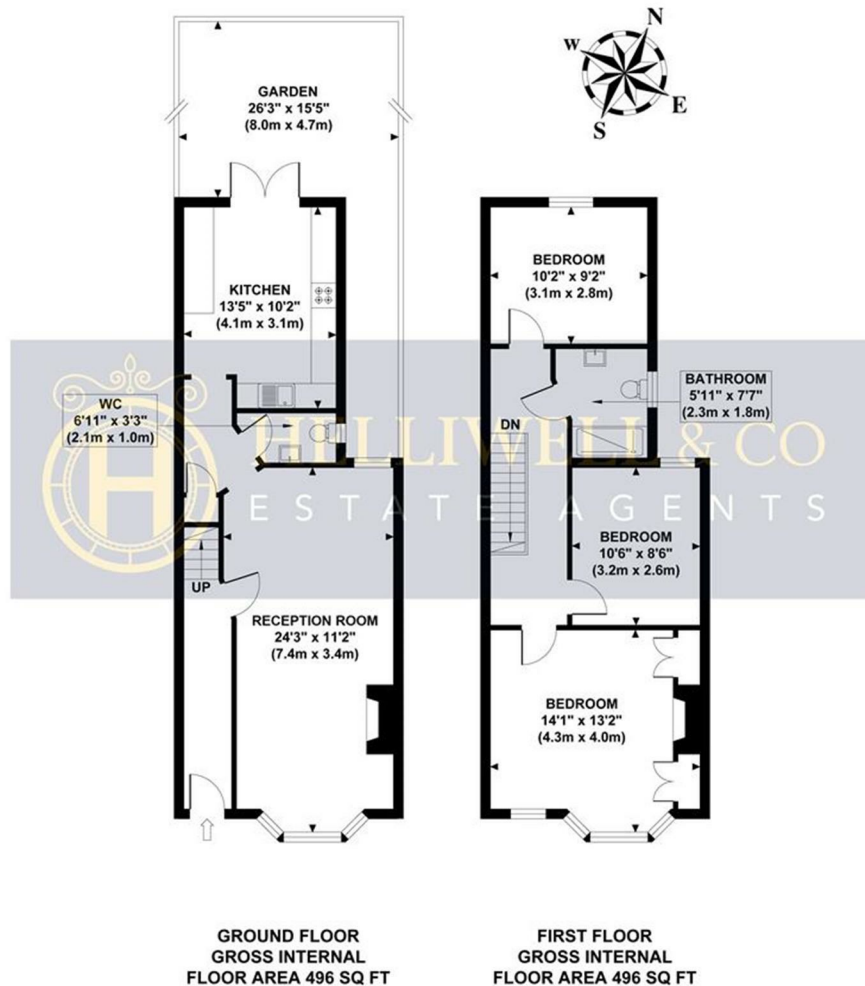 N
W
E
S
GARDEN
26'3" x 15'5"
(8.0m x 4.7m)
KITCHEN
13'5" x 10'2"
(4.1m x 3.1m)
WC
6'11" x 3'3"
(2.1m x 1.0m)
UP
RECEPTION ROOM
24'3" x 11'2"
(7.4m x 3.4m)
BEDROOM
10'2" x 9'2"
(3.1m x 2.8m)
BATHROOM
5'11" x 7'7"
(2.3m x 1.8m)
DN
BEDROOM
10'6" x 8'6"
(3.2m x 2.6m)
BEDROOM
14'1" x 13'2"
(4.3m x 4.0m)
H
HILLIWELL & CO
ESTATE AGENTS
GROUND FLOOR
GROSS INTERNAL
FLOOR AREA 496 SQ FT
FIRST FLOOR
GROSS INTERNAL
FLOOR AREA 496 SQ FT